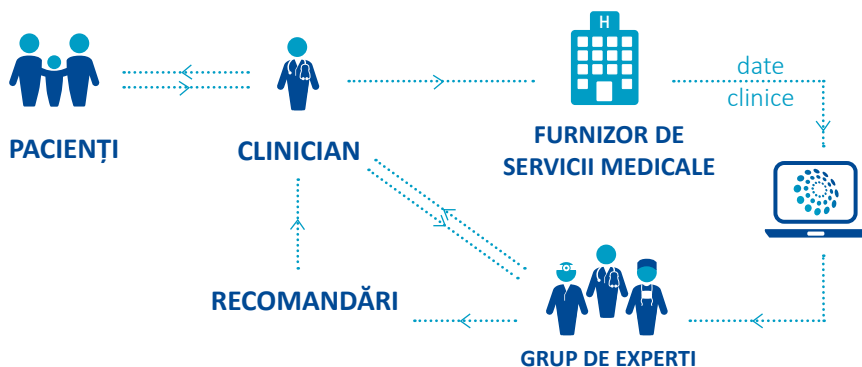 H
date
clinice
PACIENȚI
CLINICIAN
FURNIZOR DE
SERVICII MEDICALE
RECOMANDĂRI
GRUP DE EXPERTI